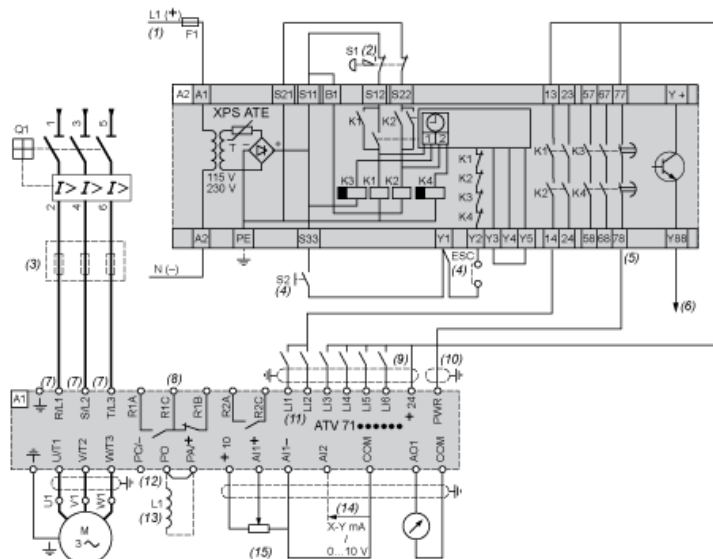 L1 (+)
(1)
F1
S1 (2)
A2 A1 S21 S11 B1 S12 S22 13 23 57 67 77 Y +
XPS ATE
T
115 V
230 V
K1 K2
1 2
K3 K1 K2 K4
K1
K2
K3
K4
K1 K3
K2 K4
Q1
1 3 5
I> I> I>
2 4 6
A2 PE S33 Y1 Y2 Y3 Y4 Y5 14 24 58 68 78 Y88
(3)
N (–)
S2
(4)
ESC
(4)
(5)
(6)
(7) (7) (7) (8) (9) (10)
A1
R/L1 S/L2 T/L3 R1A R1C R1B R2A R2C LI1 LI2 LI3 LI4 LI5 LI6 + 24 PWR
(11)
ATV 71●●●●●●
U/T1 V/T2 W/T3 PC/– PO PA/+ + 10 AI1+ AI1– AI2 COM AO1 COM
(12)
U1 V1 W1
M
3 ~
L1
(13)
(14)
X-Y mA
/
0...10 V
(15)